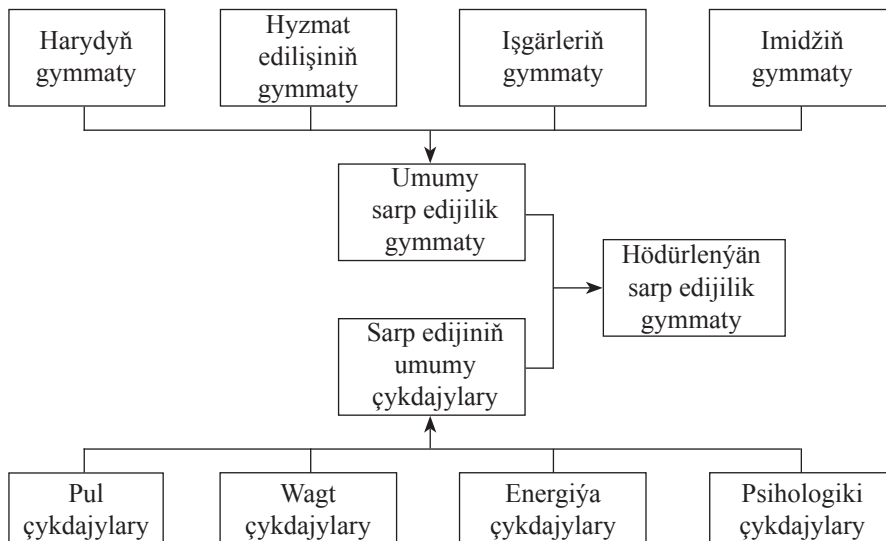 Harydyň
gymmaty
Hyzmat
edilişiniň
gymmaty
Işgärleriň
gymmaty
Imidžiň
gymmaty
Umumy
sarp edijilik
gymmaty
Hödürlenýän
sarp edijilik
gymmaty
Sarp edijiniň
umumy
çykdajylary
Pul
çykdajylary
Wagt
çykdajylary
Energiýa
çykdajylary
Psihologiki
çykdajylary